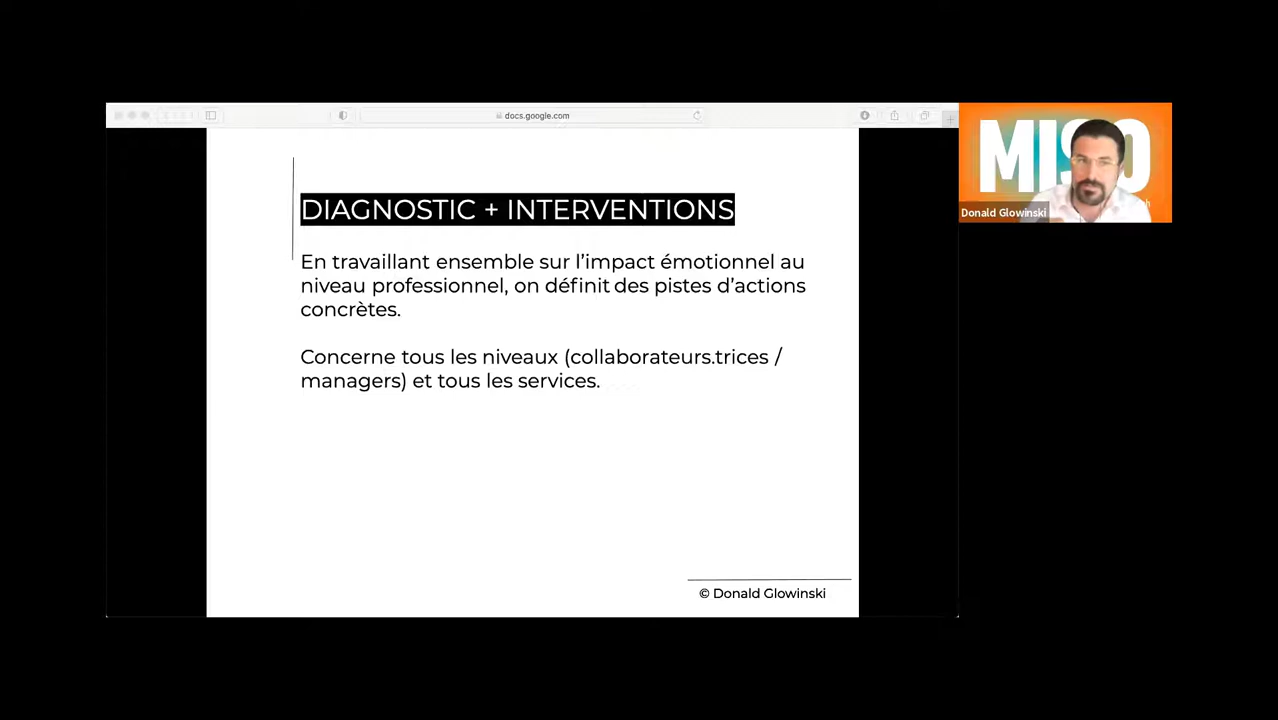 docs.google.com
MISO
Donald Glowinski
DIAGNOSTIC + INTERVENTIONS
En travaillant ensemble sur l’impact émotionnel au
niveau professionnel, on définit des pistes d’actions
concrètes.
Concerne tous les niveaux (collaborateurs.trices /
managers) et tous les services.
© Donald Glowinski